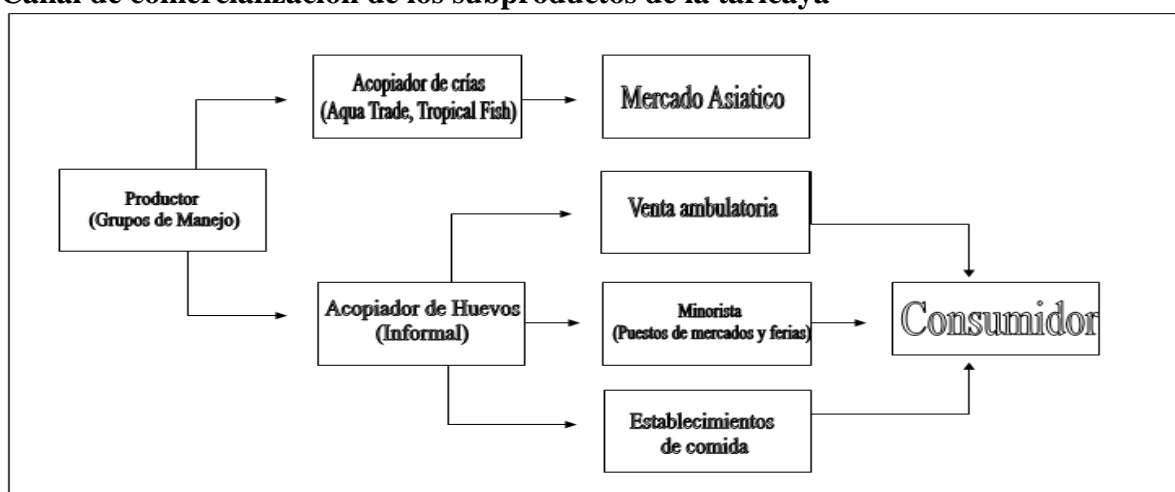 Canal de comercialización de los subproductos de la taricaya
Acopiador de crías
(Aqua Trade, Tropical Fish)
Mercado Asiatico
Productor
(Grupos de Manejo)
Venta ambulatoria
Acopiador de Huevos
(Informal)
Minorista
(Puestos de mercados y ferias)
Consumidor
Establecimientos
de comida